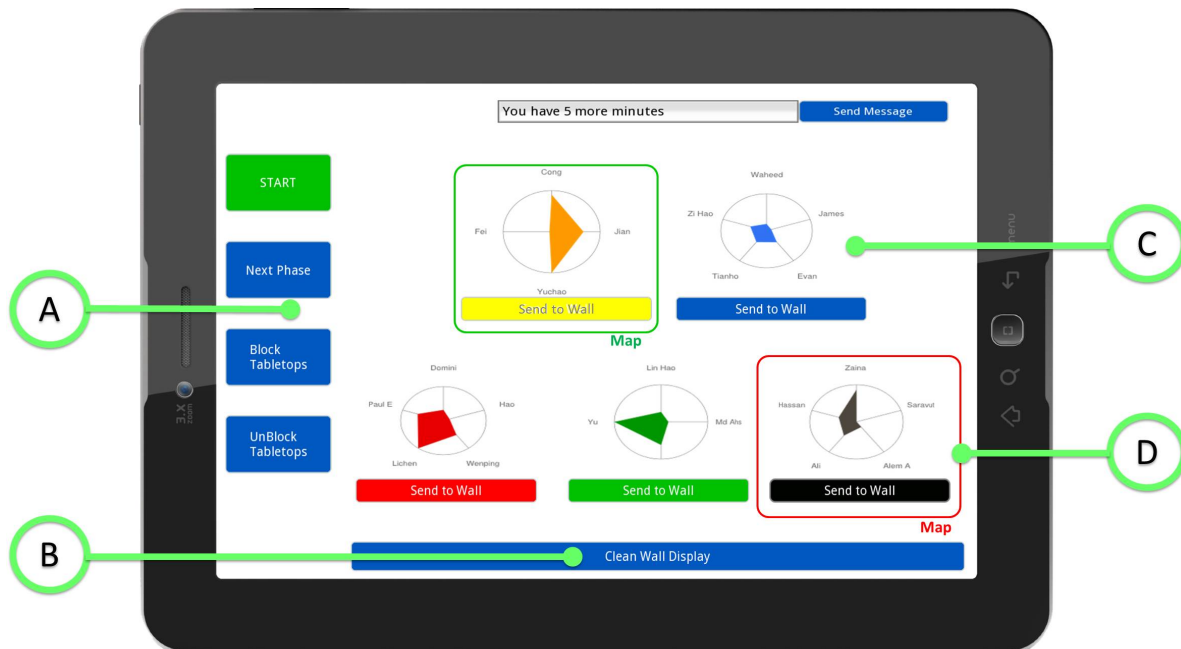 You have 5 more minutes
Send Message
START
Next Phase
Block
Tabletops
UnBlock
Tabletops
Cong
Fei
Jian
Yuchao
Send to Wall
Map
Waheed
Zi Hao
James
Tianho
Evan
Send to Wall
Domini
Paul E
Hao
Lichen
Wenping
Send to Wall
Lin Hao
Yu
Md Ahs
Send to Wall
Zaina
Hassan
Saravut
Ali
Alem A
Send to Wall
Map
Clean Wall Display
A
B
C
D
menu
3.X
zoom